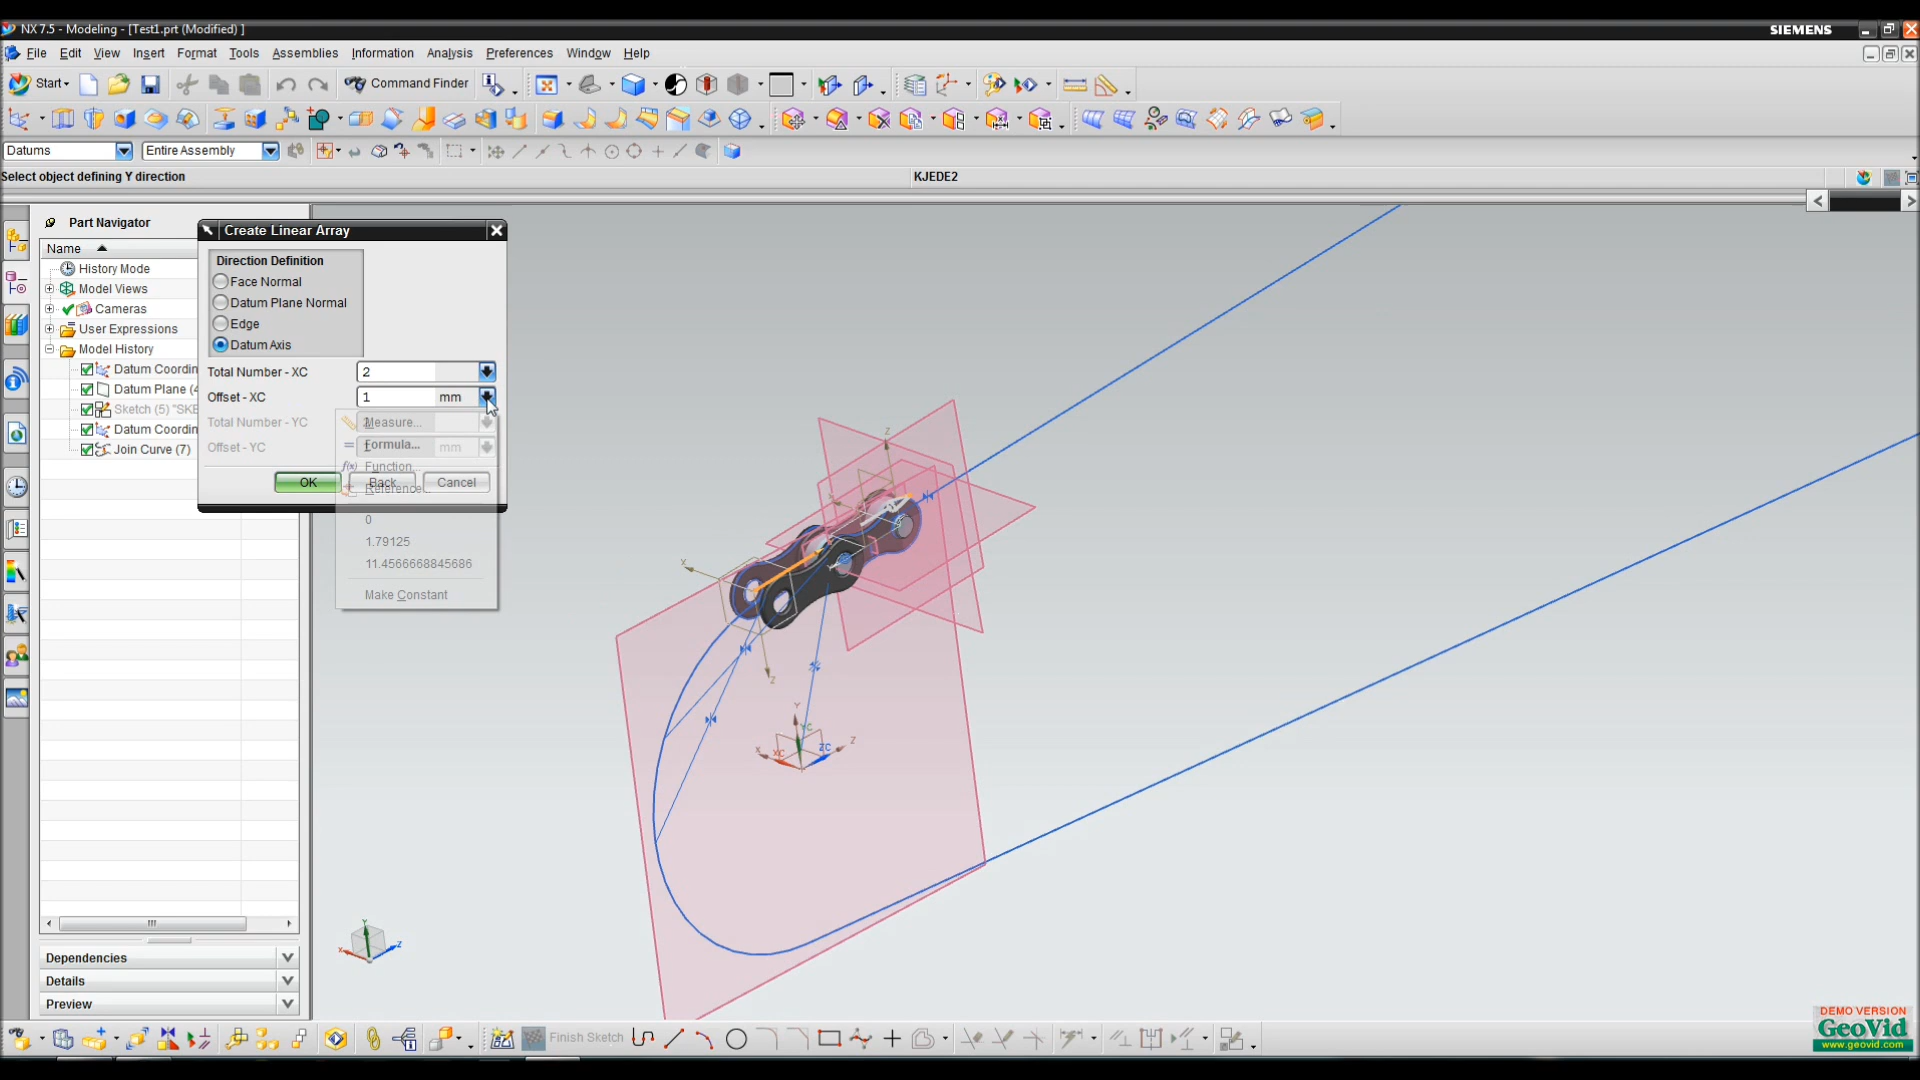 NX 7.5 - Modeling - [Test1.prt (Modified) ]
SIEMENS
File Edit View Insert Format Tools Assemblies Information Analysis Preferences Window Help
Start Command Finder
Datums Entire Assembly
Select object defining Y direction
KJEDE2
Part Navigator
Name
History Mode
Model Views
Cameras
User Expressions
Model History
Datum Coordin
Datum Plane (4
Sketch (5) "SKE
Datum Coordin
Join Curve (7)
Create Linear Array
Direction Definition
Face Normal
Datum Plane Normal
Edge
Datum Axis
Total Number - XC 2
Offset - XC 1 mm
Total Number - YC
Offset - YC mm
OK Back Cancel
Measure...
Formula...
Function...
Reference...
0
1.79125
11.4566668845686
Make Constant
Z
X
Z
Y
YC
X
XC
ZC
Z
Y
X
Z
Dependencies
Details
Preview
Finish Sketch
DEMO VERSION
GeoVid
www.geovid.com